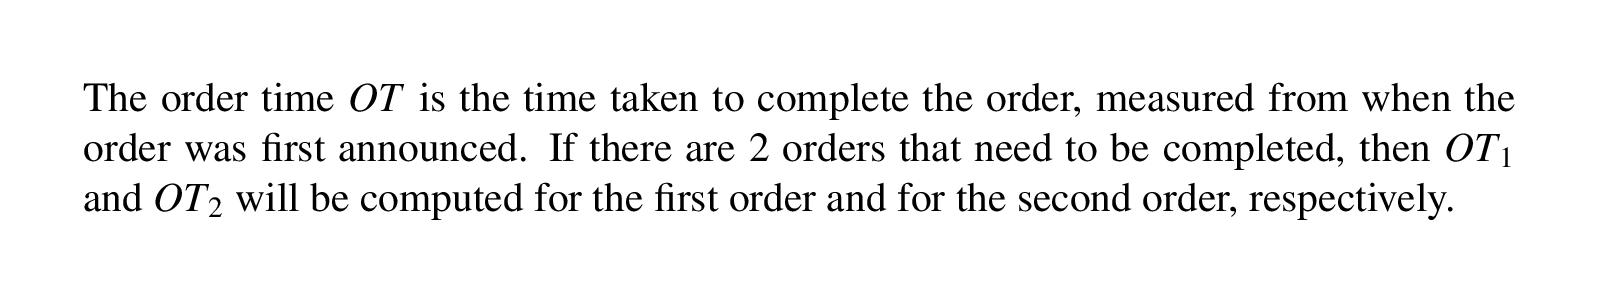 The order time OT is the time taken to complete the order, measured from when the
order was first announced. If there are 2 orders that need to be completed, then OT₁
and OT₂ will be computed for the first order and for the second order, respectively.